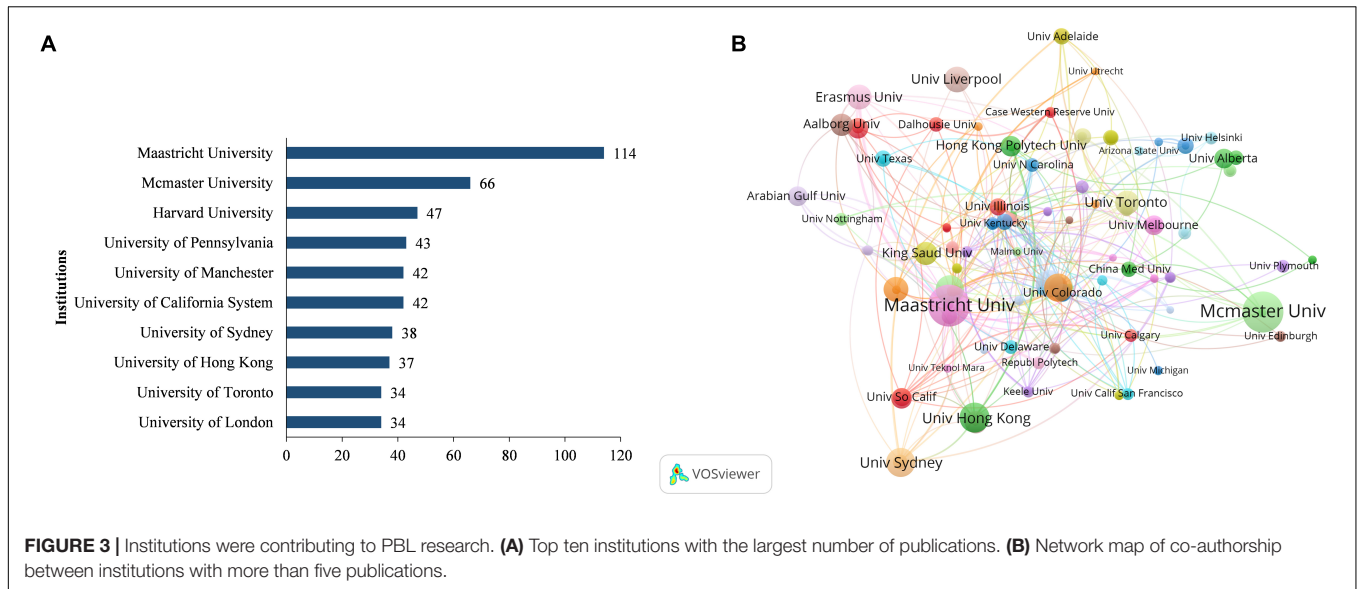 A
Institutions
Maastricht University 114
Mcmaster University 66
Harvard University 47
University of Pennsylvania 43
University of Manchester 42
University of California System 42
University of Sydney 38
University of Hong Kong 37
University of Toronto 34
University of London 34
0 20 40 60 80 100 120
VOSviewer
B
Univ Adelaide
Univ Utrecht
Univ Liverpool
Erasmus Univ
Case Western Reserve Univ
Aalborg Univ
Dalhousie Univ
Univ Helsinki
Hong Kong Polytech Univ
Arizona State Univ
Univ Texas
Univ N Carolina
Univ Alberta
Arabian Gulf Univ
Univ Illinois
Univ Toronto
Univ Nottingham
Univ Kentucky
Univ Melbourne
King Saud Univ
Malmo Univ
China Med Univ
Univ Plymouth
Univ Colorado
Maastricht Univ
Mcmaster Univ
Univ Calgary
Univ Edinburgh
Univ Delaware
Republ Polytech
Univ Teknol Mara
Univ Michigan
Keele Univ
Univ Calif San Francisco
Univ So Calif
Univ Hong Kong
Univ Sydney
FIGURE 3 | Institutions were contributing to PBL research. (A) Top ten institutions with the largest number of publications. (B) Network map of co-authorship
between institutions with more than five publications.